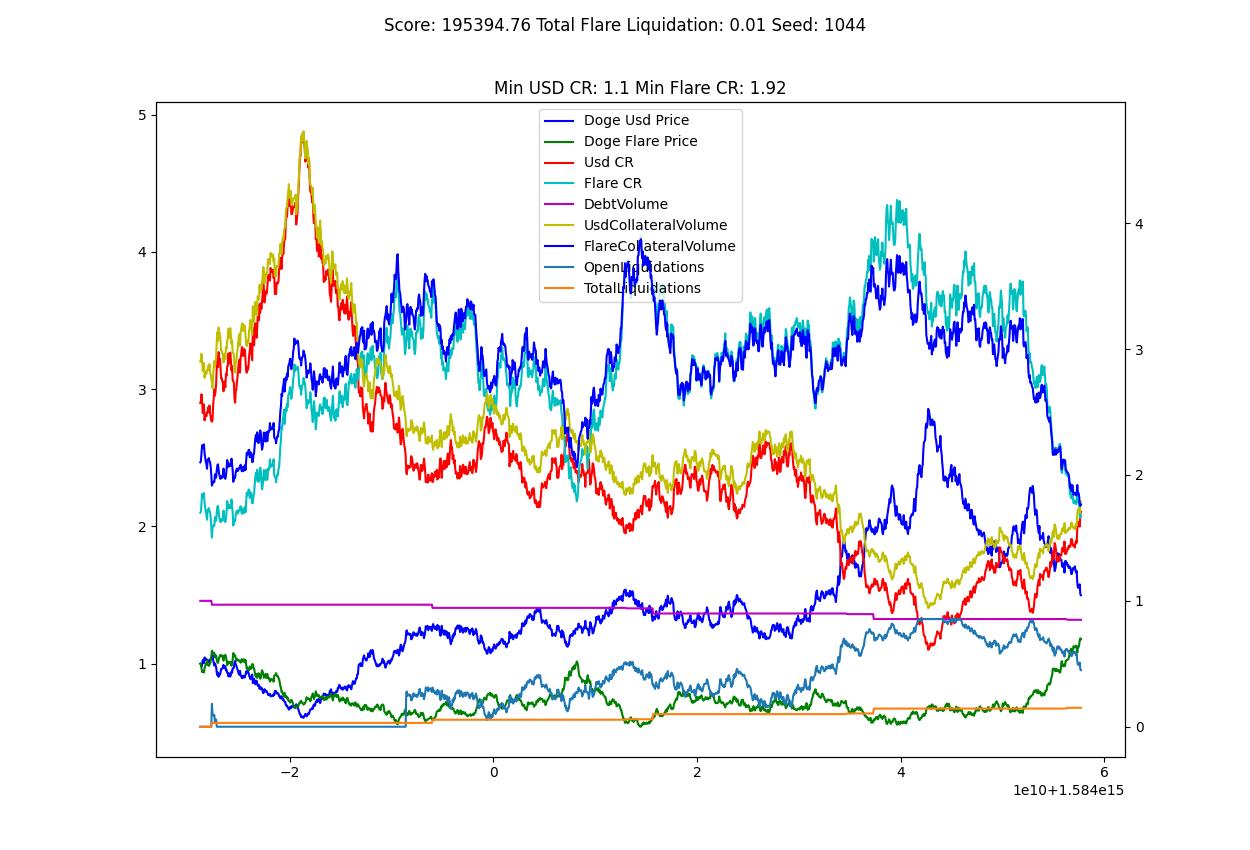 Score: 195394.76 Total Flare Liquidation: 0.01 Seed: 1044
Min USD CR: 1.1 Min Flare CR: 1.92
Doge Usd Price
Doge Flare Price
Usd CR
Flare CR
DebtVolume
UsdCollateralVolume
FlareCollateralVolume
OpenLiquidations
TotalLiquidations
5
4
3
2
1
4
3
2
1
0
−2
0
2
4
6
1e10+1.584e15